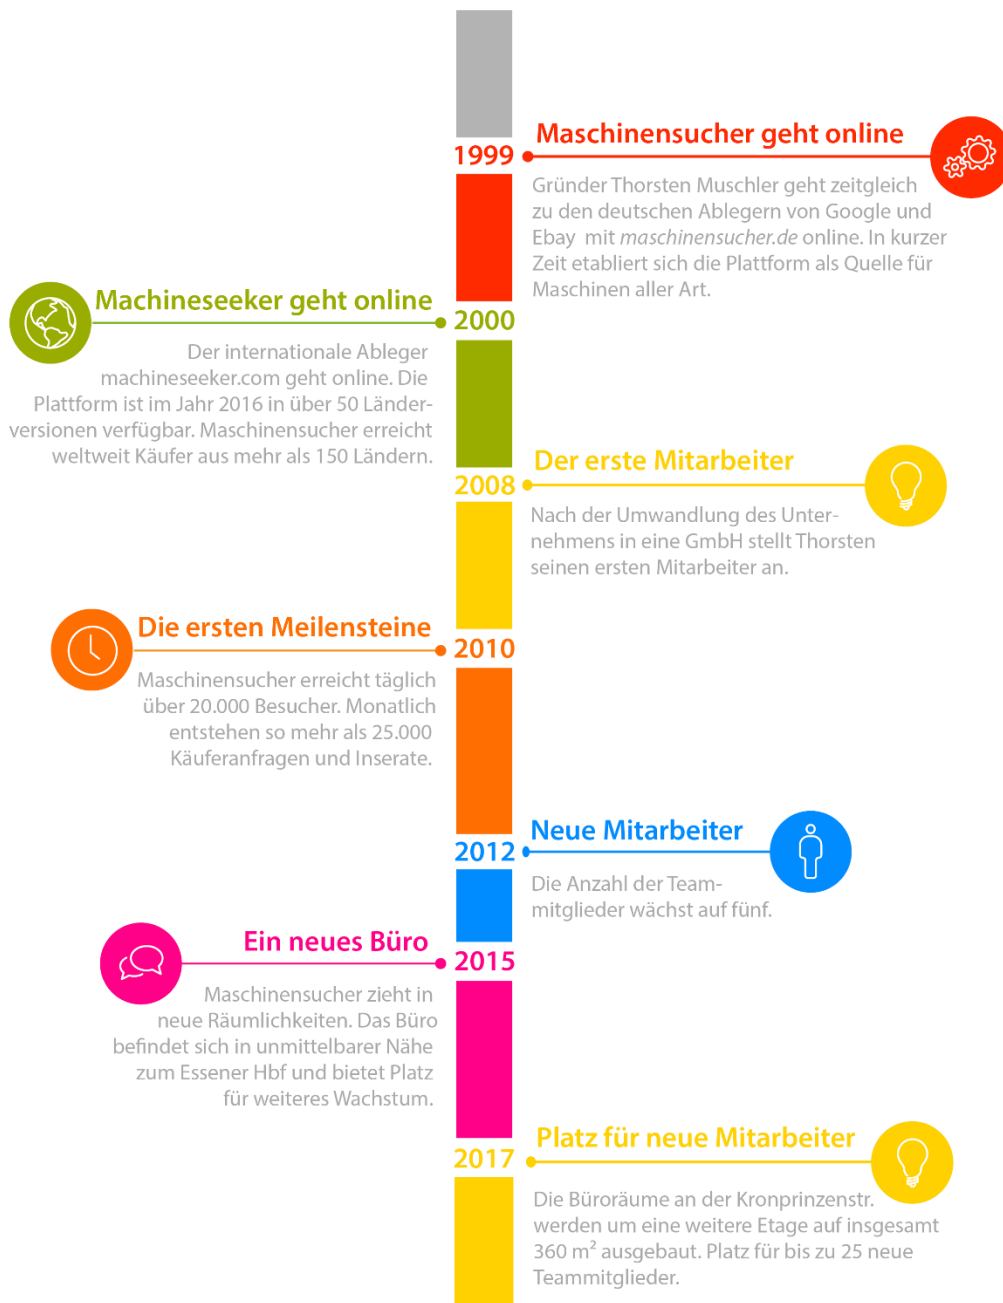 Maschinensucher geht online
1999
Gründer Thorsten Muschler geht zeitgleich
zu den deutschen Ablegern von Google und
Ebay mit maschinensucher.de online. In kurzer
Zeit etabliert sich die Plattform als Quelle für
Maschinen aller Art.
Machineseeker geht online
2000
Der internationale Ableger
machineseeker.com geht online. Die
Plattform ist im Jahr 2016 in über 50 Länder-
versionen verfügbar. Maschinensucher erreicht
weltweit Käufer aus mehr als 150 Ländern.
Der erste Mitarbeiter
2008
Nach der Umwandlung des Unter-
nehmens in eine GmbH stellt Thorsten
seinen ersten Mitarbeiter an.
Die ersten Meilensteine
2010
Maschinensucher erreicht täglich
über 20.000 Besucher. Monatlich
entstehen so mehr als 25.000
Käuferanfragen und Inserate.
Neue Mitarbeiter
2012
Die Anzahl der Team-
mitglieder wächst auf fünf.
Ein neues Büro
2015
Maschinensucher zieht in
neue Räumlichkeiten. Das Büro
befindet sich in unmittelbarer Nähe
zum Essener Hbf und bietet Platz
für weiteres Wachstum.
Platz für neue Mitarbeiter
2017
Die Büroräume an der Kronprinzenstr.
werden um eine weitere Etage auf insgesamt
360 m² ausgebaut. Platz für bis zu 25 neue
Teammitglieder.